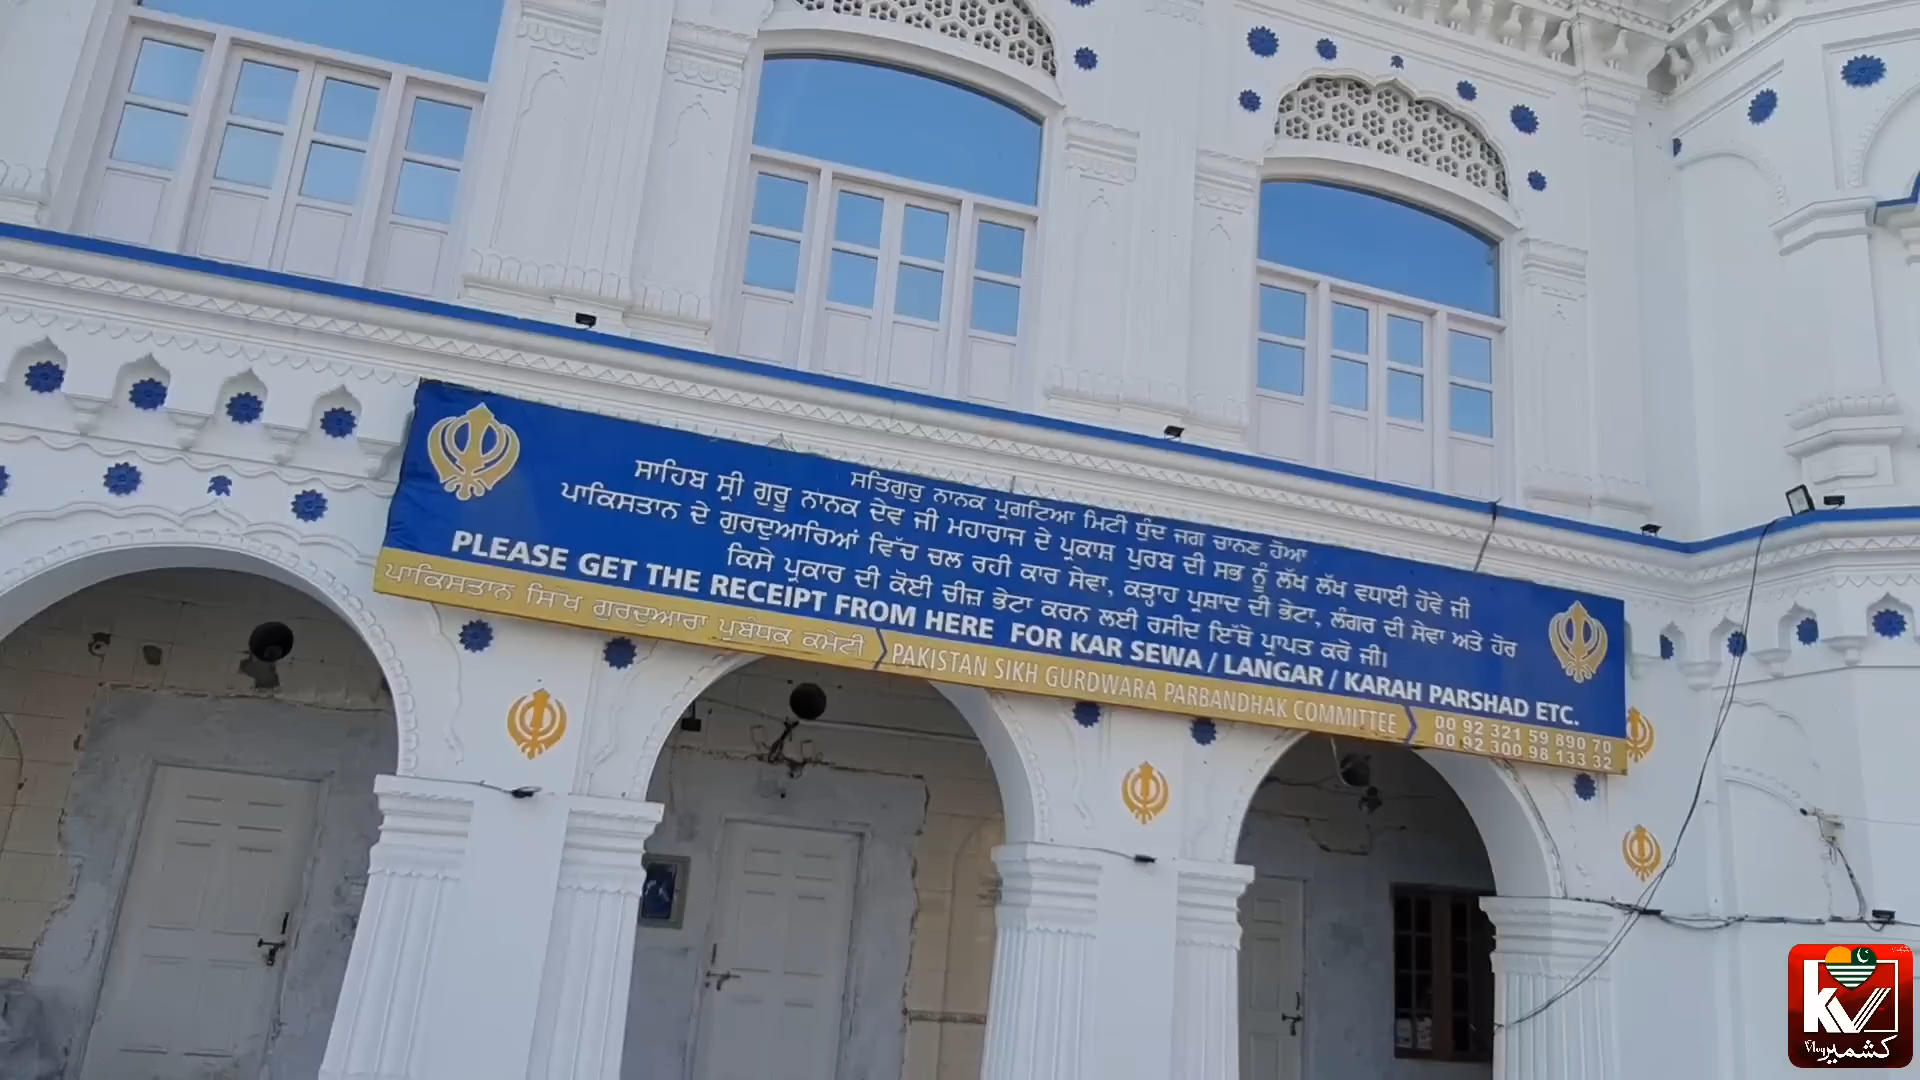 ਸਤਿਗੁਰੁ ਨਾਨਕ ਪ੍ਰਗਟਿਆ ਮਿਟੀ ਧੁੰਦ ਜਗ ਚਾਨਣ ਹੋਆ
ਸਾਹਿਬ ਸ੍ਰੀ ਗੁਰੂ ਨਾਨਕ ਦੇਵ ਜੀ ਮਹਾਰਾਜ ਦੇ ਪ੍ਰਕਾਸ਼ ਪੁਰਬ ਦੀ ਸਭ ਨੂੰ ਲੱਖ ਲੱਖ ਵਧਾਈ ਹੋਵੇ ਜੀ
ਪਾਕਿਸਤਾਨ ਦੇ ਗੁਰਦੁਆਰਿਆਂ ਵਿੱਚ ਚਲ ਰਹੀ ਕਾਰ ਸੇਵਾ, ਕੜ੍ਹਾਹ ਪ੍ਰਸ਼ਾਦ ਦੀ ਭੇਟਾ, ਲੰਗਰ ਦੀ ਸੇਵਾ ਅਤੇ ਹੋਰ
ਕਿਸੇ ਪ੍ਰਕਾਰ ਦੀ ਕੋਈ ਚੀਜ਼ ਭੇਟਾ ਕਰਨ ਲਈ ਰਸੀਦ ਇੱਥੋਂ ਪ੍ਰਾਪਤ ਕਰੋ ਜੀ।
PLEASE GET THE RECEIPT FROM HERE FOR KAR SEWA / LANGAR / KARAH PARSHAD ETC.
ਪਾਕਿਸਤਾਨ ਸਿੱਖ ਗੁਰਦੁਆਰਾ ਪ੍ਰਬੰਧਕ ਕਮੇਟੀ PAKISTAN SIKH GURDWARA PARBANDHAK COMMITTEE
00 92 321 59 890 70
00 92 300 98 133 32
KV
کشمیر Vlog